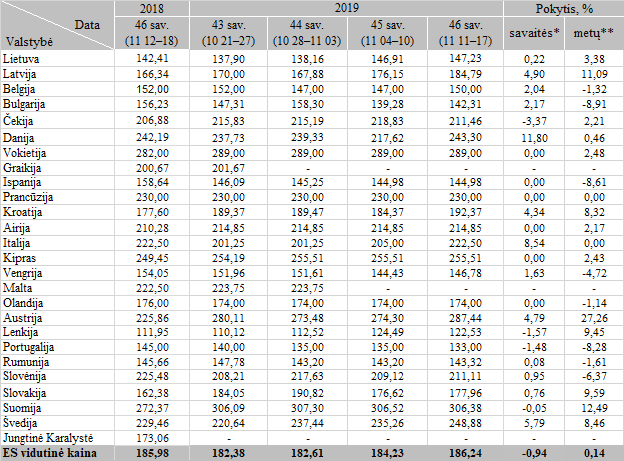 Data 2018 2019 Pokytis, %
Valstybė 46 sav. (11 12–18) 43 sav. (10 21–27) 44 sav. (10 28–11 03) 45 sav. (11 04–10) 46 sav. (11 11–17) savaitės* metų**
Lietuva 142,41 137,90 138,16 146,91 147,23 0,22 3,38
Latvija 166,34 170,00 167,88 176,15 184,79 4,90 11,09
Belgija 152,00 152,00 147,00 147,00 150,00 2,04 -1,32
Bulgarija 156,23 147,31 158,30 139,28 142,31 2,17 -8,91
Čekija 206,88 215,83 215,19 218,83 211,46 -3,37 2,21
Danija 242,19 237,73 239,33 217,62 243,30 11,80 0,46
Vokietija 282,00 289,00 289,00 289,00 289,00 0,00 2,48
Graikija 200,67 201,67 - - - - -
Ispanija 158,64 146,09 145,25 144,98 144,98 0,00 -8,61
Prancūzija 230,00 230,00 230,00 230,00 230,00 0,00 0,00
Kroatija 177,60 189,37 189,47 184,37 192,37 4,34 8,32
Airija 210,28 214,85 214,85 214,85 214,85 0,00 2,17
Italija 222,50 201,25 201,25 205,00 222,50 8,54 0,00
Kipras 249,45 254,19 255,51 255,51 255,51 0,00 2,43
Vengrija 154,05 151,96 151,61 144,43 146,78 1,63 -4,72
Malta 222,50 223,75 223,75 - - - -
Olandija 176,00 174,00 174,00 174,00 174,00 0,00 -1,14
Austrija 225,86 280,11 273,48 274,30 287,44 4,79 27,26
Lenkija 111,95 110,12 112,52 124,49 122,53 -1,57 9,45
Portugalija 145,00 140,00 135,00 135,00 133,00 -1,48 -8,28
Rumunija 145,66 147,78 143,20 143,20 143,32 0,08 -1,61
Slovėnija 225,48 208,21 217,63 209,12 211,11 0,95 -6,37
Slovakija 162,38 184,05 190,82 176,62 177,96 0,76 9,59
Suomija 272,37 306,09 307,30 306,52 306,38 -0,05 12,49
Švedija 229,46 220,64 237,44 235,26 248,88 5,79 8,46
Jungtinė Karalystė 173,06 - - - - - -
ES vidutinė kaina 185,98 182,38 182,61 184,23 186,24 -0,94 0,14